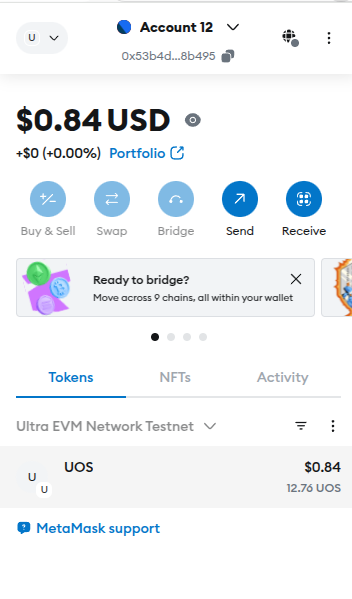 U
Account 12
0x53b4d...8b495
$0.84 USD
+$0 (+0.00%) Portfolio
Buy & Sell Swap Bridge Send Receive
Ready to bridge?
Move across 9 chains, all within your wallet
Tokens NFTs Activity
Ultra EVM Network Testnet
U
U
UOS
$0.84
12.76 UOS
MetaMask support